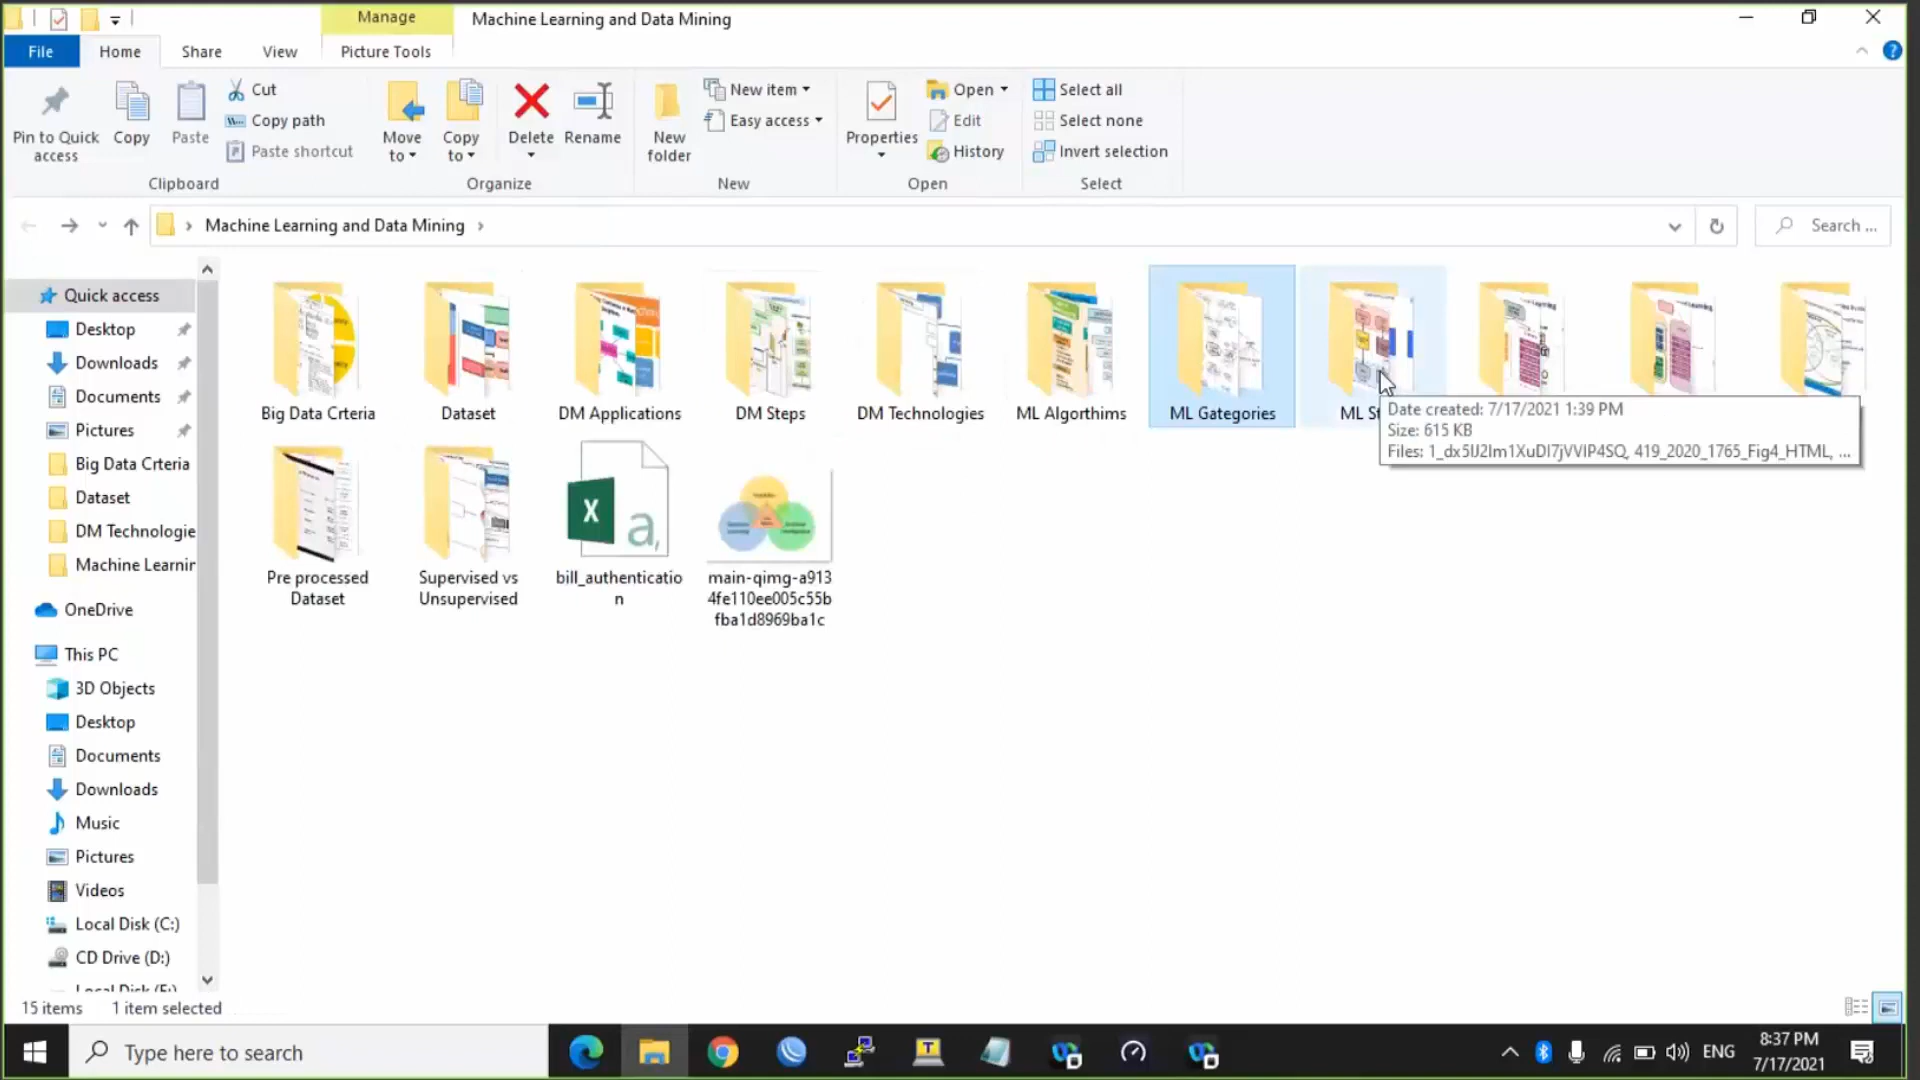 Manage
Machine Learning and Data Mining
File
Home
Share
View
Picture Tools
Pin to Quick
access
Copy
Paste
Cut
Copy path
Paste shortcut
Move
to
Copy
to
Delete
Rename
New
folder
New item
Easy access
Properties
Open
Edit
History
Select all
Select none
Invert selection
Clipboard
Organize
New
Open
Select
Machine Learning and Data Mining
Search ...
Quick access
Desktop
Downloads
Documents
Pictures
Big Data Crteria
Dataset
DM Technologie
Machine Learnin
OneDrive
This PC
3D Objects
Desktop
Documents
Downloads
Music
Pictures
Videos
Local Disk (C:)
CD Drive (D:)
Big Data Crteria
Dataset
DM Applications
DM Steps
DM Technologies
ML Algorthims
ML Gategories
ML St
Date created: 7/17/2021 1:39 PM
Size: 615 KB
Files: 1_dx5lJ2Im1XuDI7jVVIP4SQ, 419_2020_1765_Fig4_HTML, ...
Pre processed
Dataset
Supervised vs
Unsupervised
bill_authenticatio
n
main-qimg-a913
4fe110ee005c55b
fba1d8969ba1c
15 items
1 item selected
Type here to search
ENG
8:37 PM
7/17/2021